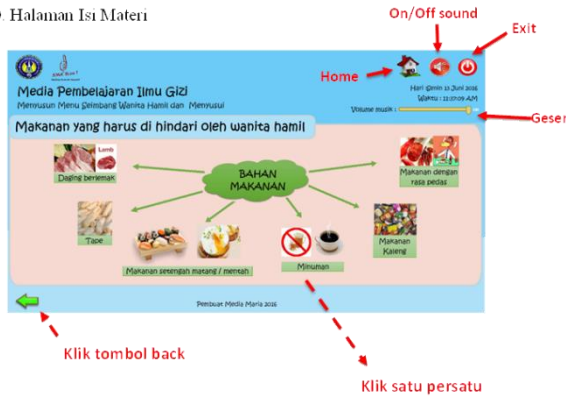 . Halaman Isi Materi
On/Off sound
Exit
Home
Media Pembelajaran Ilmu Gizi
Menyusun Menu Seimbang Wanita Hamil dan Menyusui
Hari Senin 13 Juni 2016
Waktu : 11:37:09 AM
Volume musik :
Geser
Makanan yang harus di hindari oleh wanita hamil
Lamb
Daging berlemak
BAHAN
MAKANAN
Makanan dengan
rasa pedas
Tape
Makanan setengah matang / mentah
Minuman
Makanan
Kaleng
Pembuat Media Maria 2016
Klik tombol back
Klik satu persatu